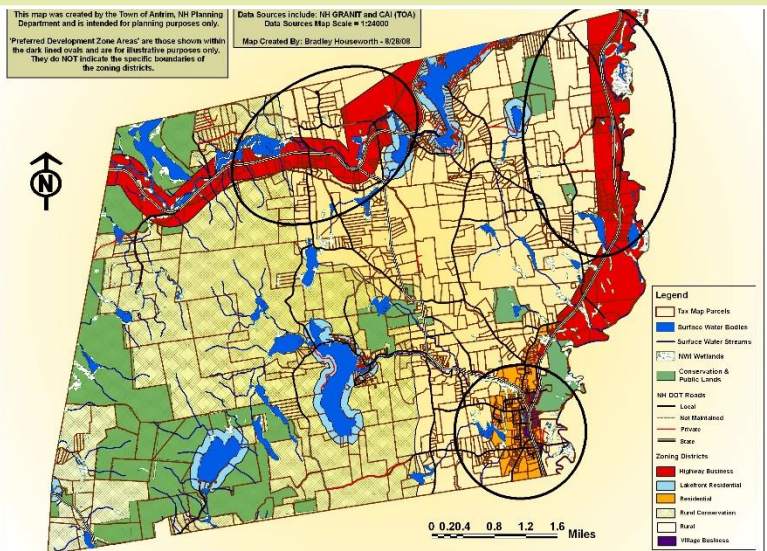 This map was created by the Town of Antrim, NH Planning
Department and is intended for planning purposes only.
'Preferred Development Zone Areas' are those shown within
the dark lined ovals and are for illustrative purposes only.
They do NOT indicate the specific boundaries of
the zoning districts.
Data Sources include: NH GRANIT and CAI (TOA)
Data Sources Map Scale = 1:24000
Map Created By: Bradley Houseworth - 8/28/08
N
Legend
Tax Map Parcels
Surface Water Bodies
Surface Water Streams
NWI Wetlands
Conservation &
Public Lands
NH DOT Roads
Local
Not Maintained
Private
State
Zoning Districts
Highway Business
Lakefront Residential
Residential
Rural Conservation
Rural
Village Business
0 0.20.4 0.8 1.2 1.6
Miles